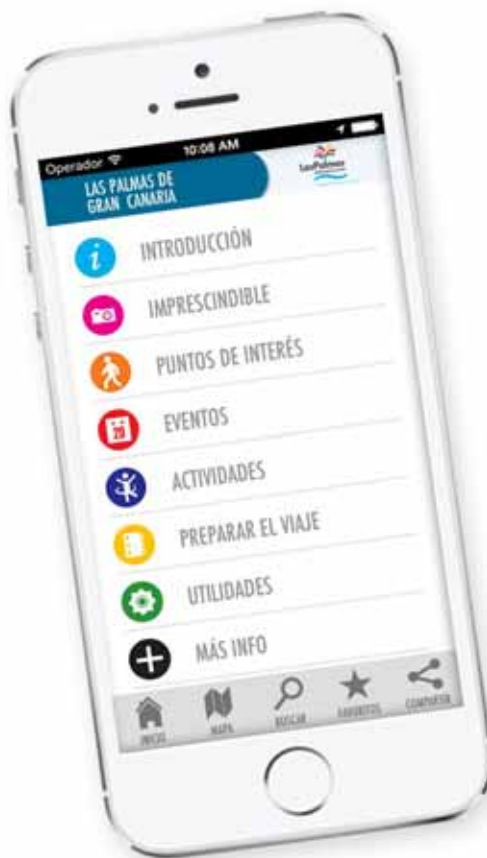 Operador
10:08 AM
LAS PALMAS DE
GRAN CANARIA
LasPalmas
i
INTRODUCCIÓN
IMPRESCINDIBLE
PUNTOS DE INTERÉS
EVENTOS
ACTIVIDADES
PREPARAR EL VIAJE
UTILIDADES
MÁS INFO
INICIO
MAPA
BUSCAR
FAVORITOS
COMPARTIR